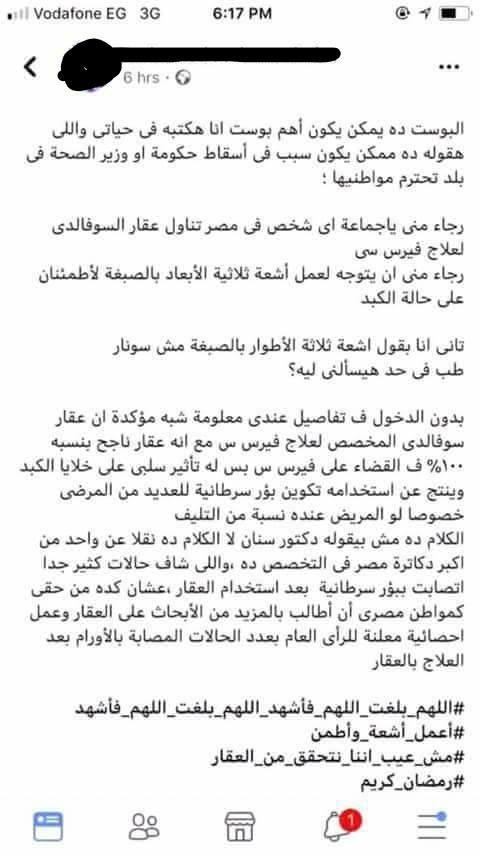 Vodafone EG 3G 6:17 PM
6 hrs ·
البوست ده يمكن يكون أهم بوست انا هكتبه فى حياتى واللى
هقوله ده ممكن يكون سبب فى أسقاط حكومة او وزير الصحة فى
بلد تحترم مواطنيها ؛
رجاء منى ياجماعة اى شخص فى مصر تناول عقار السوفالدى
لعلاج فيرس سى
رجاء منى ان يتوجه لعمل أشعة ثلاثية الأبعاد بالصبغة لأطمئنان
على حالة الكبد
تانى انا بقول اشعة ثلاثة الأطوار بالصبغة مش سونار
طب فى حد هيسألنى ليه؟
بدون الدخول ف تفاصيل عندى معلومة شبه مؤكدة ان عقار
سوفالدى المخصص لعلاج فيرس س مع انه عقار ناجح بنسبه
١٠٠% ف القضاء على فيرس س بس له تأثير سلبى على خلايا الكبد
وينتج عن استخدامه تكوين بؤر سرطانية للعديد من المرضى
خصوصا لو المريض عنده نسبة من التليف
الكلام ده مش بيقوله دكتور سنان لا الكلام ده نقلا عن واحد من
اكبر دكاترة مصر فى التخصص ده ،واللى شاف حالات كثير جدا
اتصابت ببؤر سرطانية بعد استخدام العقار ،عشان كده من حقى
كمواطن مصرى أن أطالب بالمزيد من الأبحاث على العقار وعمل
احصائية معلنة للرأى العام بعدد الحالات المصابة بالأورام بعد
العلاج بالعقار
#اللهم_بلغت_اللهم_فأشهد_اللهم_بلغت_اللهم_فأشهد
#أعمل_أشعة_وأطمن
#مش_عيب_اننا_نتحقق_من_العقار
#رمضان_كريم
1